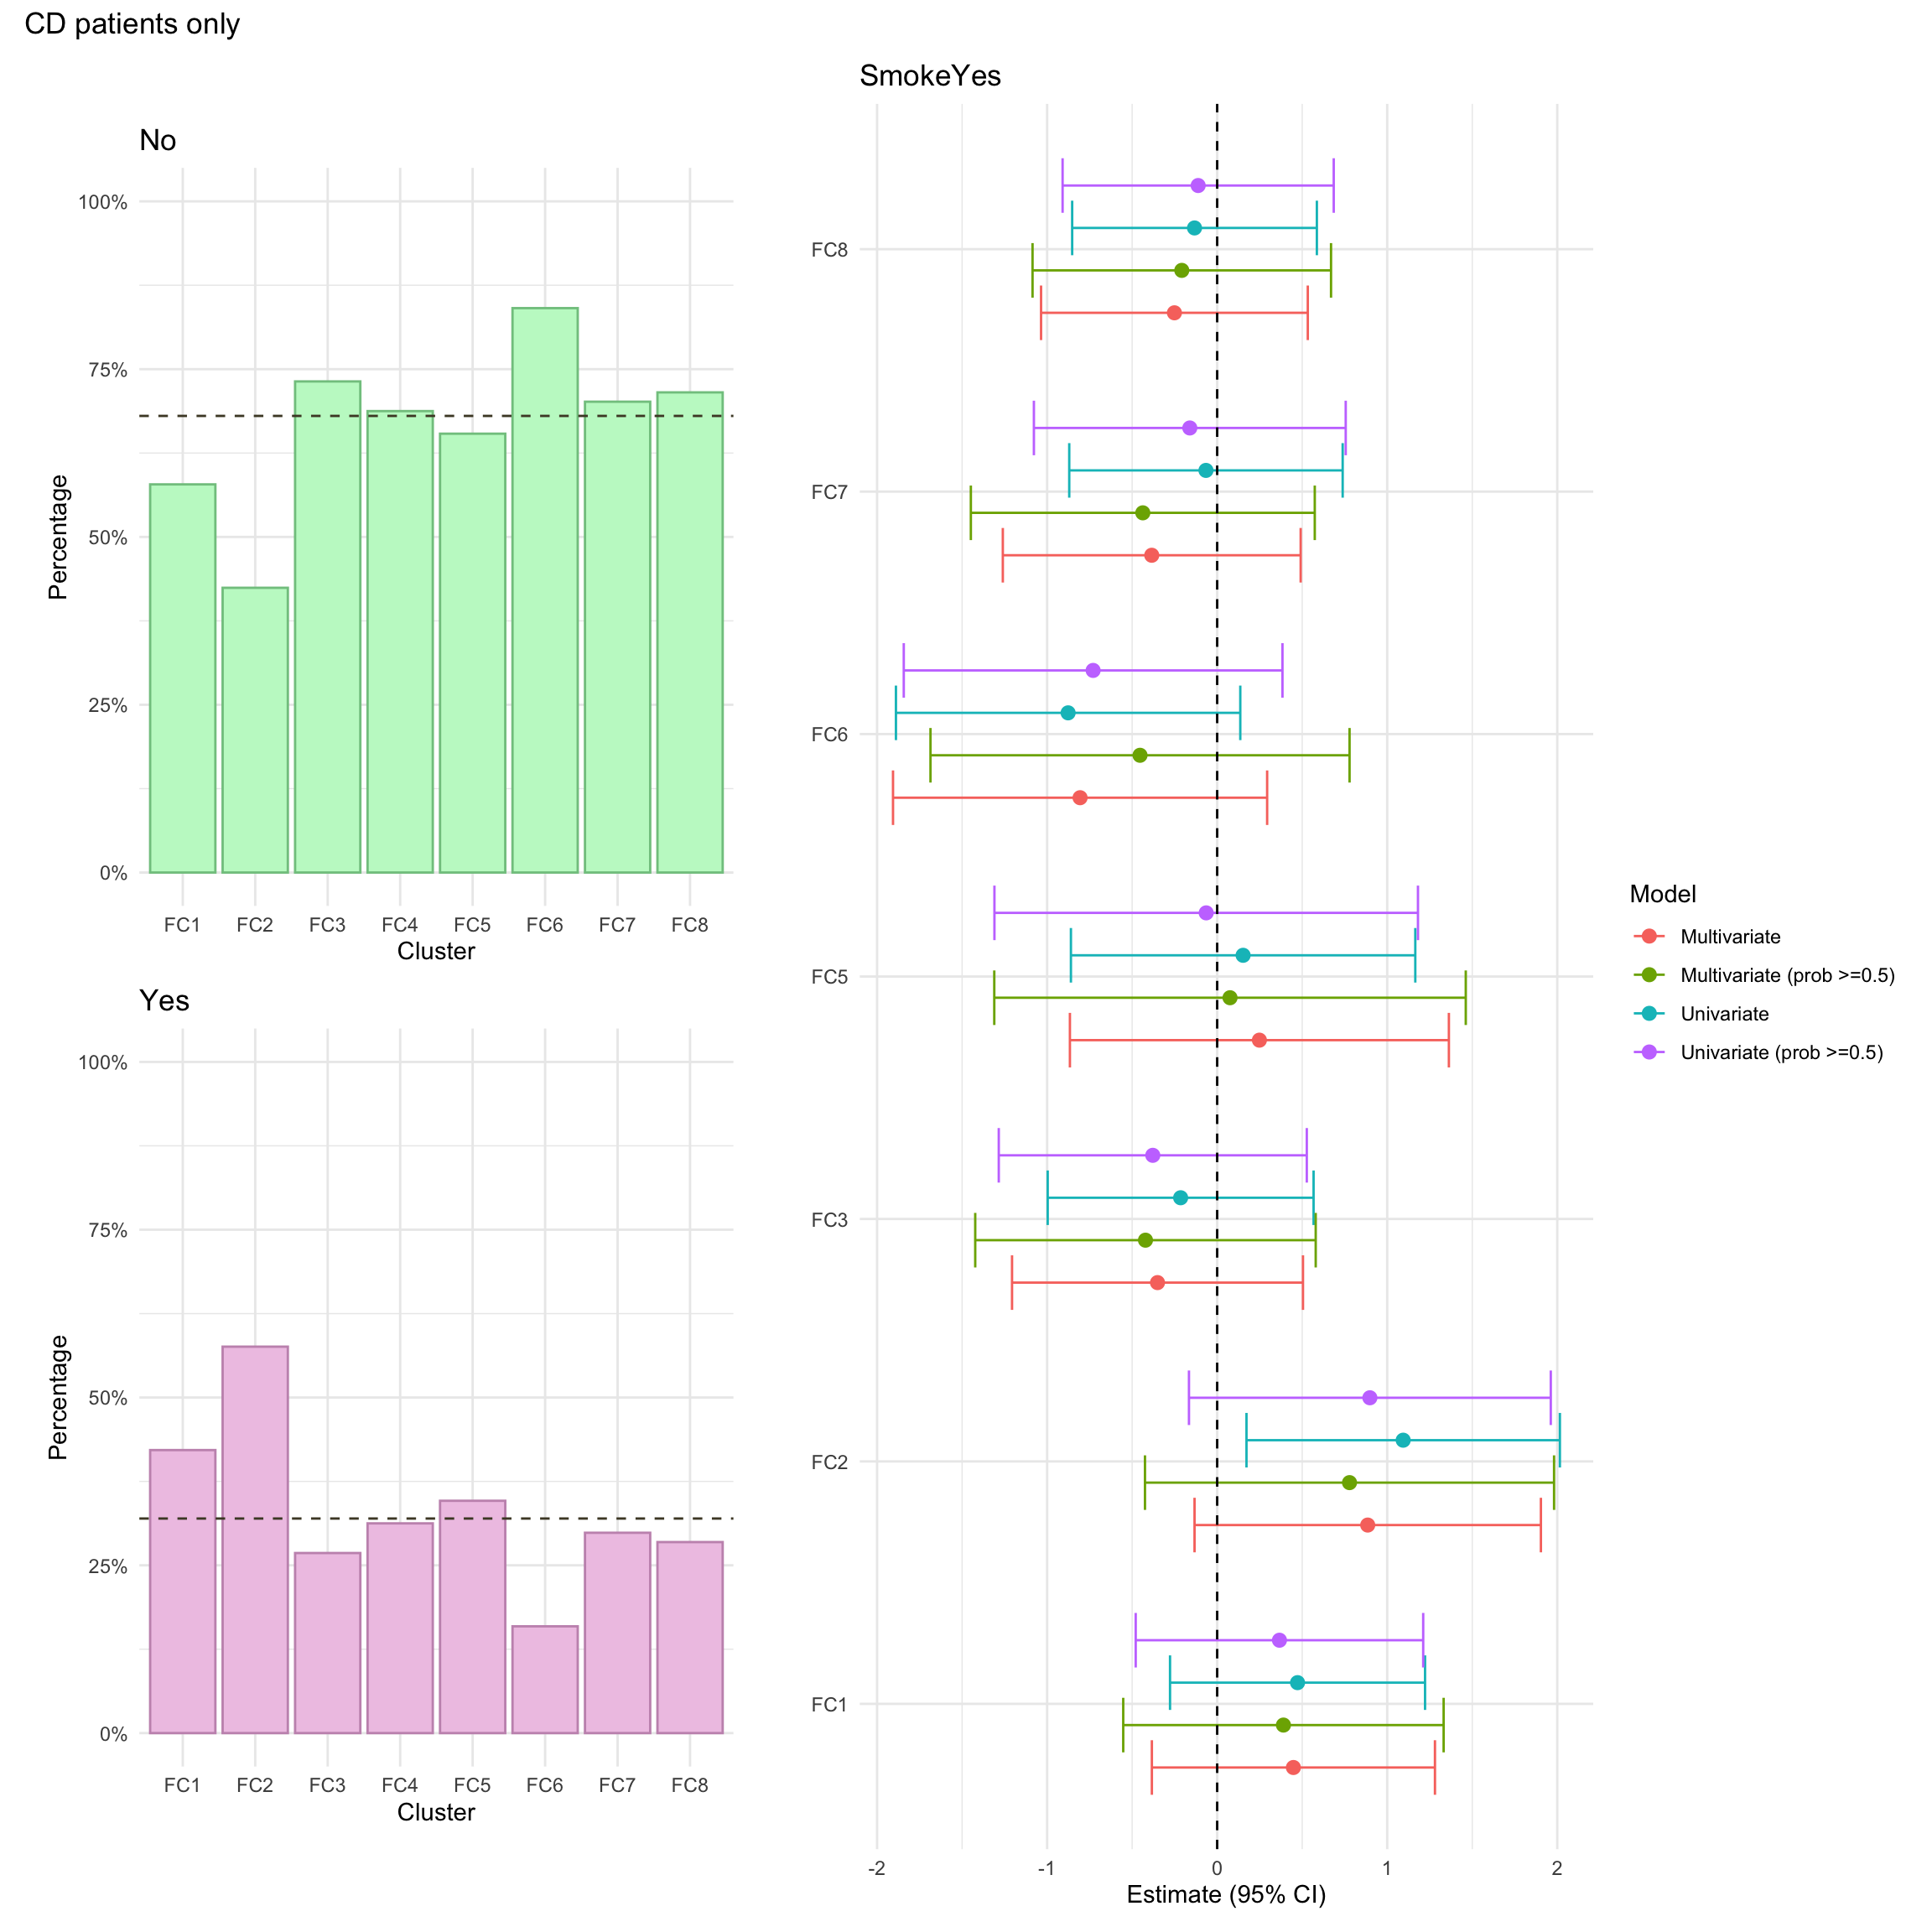 CD patients only
No
100%
75%
50%
25%
0%
Percentage
FC1 FC2 FC3 FC4 FC5 FC6 FC7 FC8
Cluster
Yes
100%
75%
50%
25%
0%
Percentage
FC1 FC2 FC3 FC4 FC5 FC6 FC7 FC8
Cluster
SmokeYes
FC8
FC7
FC6
FC5
FC3
FC2
FC1
-2 -1 0 1 2
Estimate (95% CI)
Model
Multivariate
Multivariate (prob >=0.5)
Univariate
Univariate (prob >=0.5)